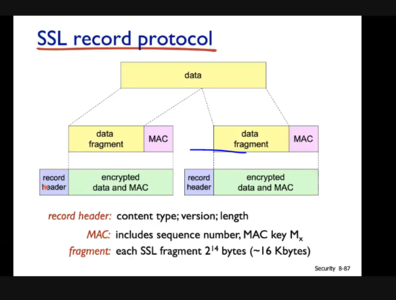 SSL record protocol
data
data fragment MAC data fragment MAC
record header encrypted data and MAC record header encrypted data and MAC
record header: content type; version; length
MAC: includes sequence number, MAC key Mx
fragment: each SSL fragment 2^14 bytes (~16 Kbytes)
Security 8-87